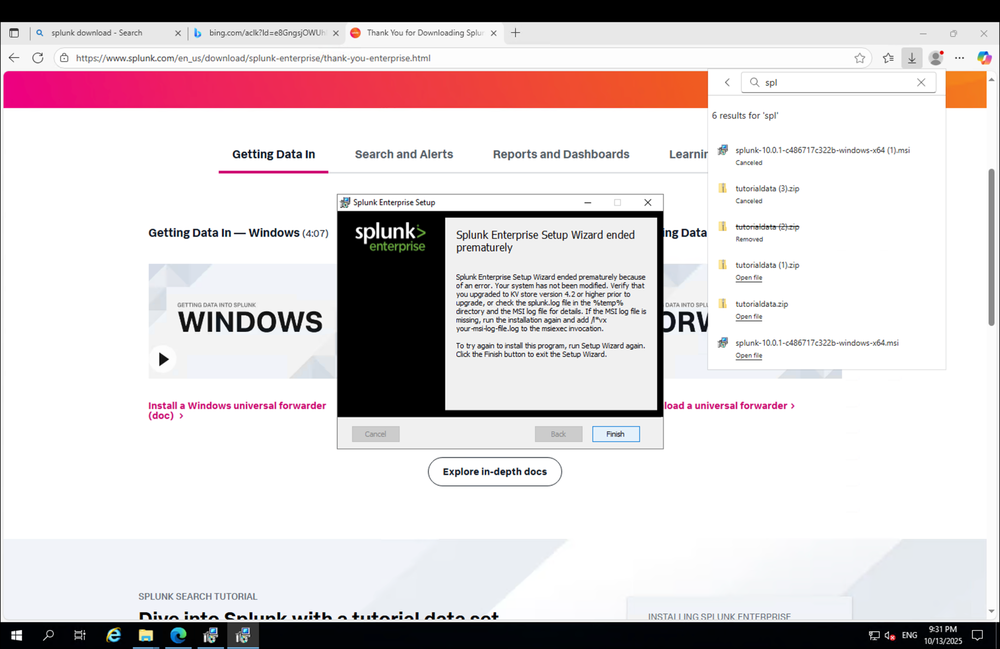 splunk download - Search
bing.com/aclk?ld=e8GngsjOWUh
Thank You for Downloading Splun
https://www.splunk.com/en_us/download/splunk-enterprise/thank-you-enterprise.html
spl
6 results for 'spl'
splunk-10.0.1-c486717c322b-windows-x64 (1).msi
Canceled
tutorialdata (3).zip
Canceled
tutorialdata (2).zip
Removed
tutorialdata (1).zip
Open file
tutorialdata.zip
Open file
splunk-10.0.1-c486717c322b-windows-x64.msi
Open file
Getting Data In
Search and Alerts
Reports and Dashboards
Learnin
Getting Data In — Windows (4:07)
ing Data
GETTING DATA INTO SPLUNK
WINDOWS
DATA INTO SPL
ORW
Install a Windows universal forwarder
(doc) >
load a universal forwarder >
Splunk Enterprise Setup
splunk>
enterprise
Splunk Enterprise Setup Wizard ended
prematurely
Splunk Enterprise Setup Wizard ended prematurely because
of an error. Your system has not been modified. Verify that
you upgraded to KV store version 4.2 or higher prior to
upgrade, or check the splunk.log file in the %temp%
directory and the MSI log file for details. If the MSI log file is
missing, run the installation again and add /l*vx
your-msi-log-file.log to the msiexec invocation.
To try again to install this program, run Setup Wizard again.
Click the Finish button to exit the Setup Wizard.
Cancel
Back
Finish
Explore in-depth docs
SPLUNK SEARCH TUTORIAL
Dive into Splunk with a tutorial data set
INSTALLING SPLUNK ENTERPRISE
ENG
9:31 PM
10/13/2025